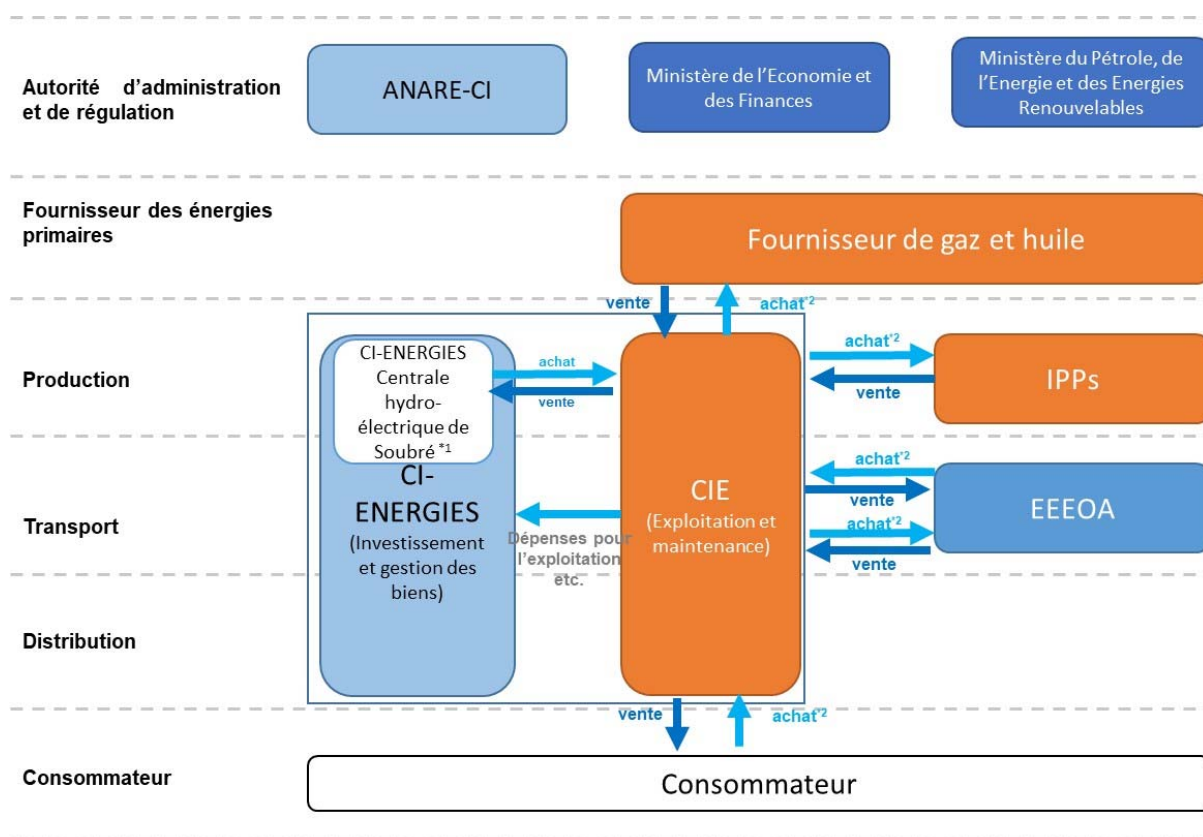 Autorité d’administration
et de régulation
ANARE-CI
Ministère de l’Economie et
des Finances
Ministère du Pétrole, de
l’Energie et des Energies
Renouvelables
Fournisseur des énergies
primaires
Fournisseur de gaz et huile
vente
achat*2
Production
CI-ENERGIES
Centrale
hydro-
électrique de
Soubré *1
achat
vente
achat*2
vente
IPPs
Transport
CI-
ENERGIES
(Investissement
et gestion des
biens)
Dépenses pour
l’exploitation
etc.
CIE
(Exploitation et
maintenance)
achat*2
vente
achat*2
vente
EEEOA
Distribution
vente
achat*2
Consommateur
Consommateur